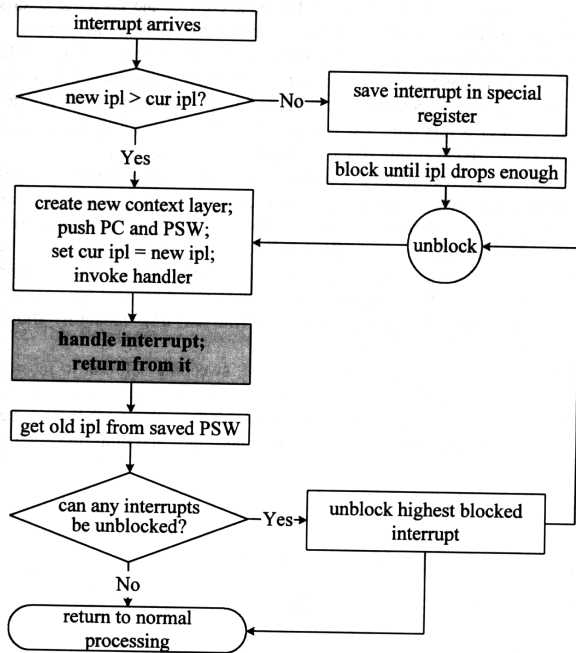 interrupt arrives
new ipl > cur ipl?
No
save interrupt in special
register
Yes
block until ipl drops enough
create new context layer;
push PC and PSW;
set cur ipl = new ipl;
invoke handler
unblock
handle interrupt;
return from it
get old ipl from saved PSW
can any interrupts
be unblocked?
Yes
unblock highest blocked
interrupt
No
return to normal
processing